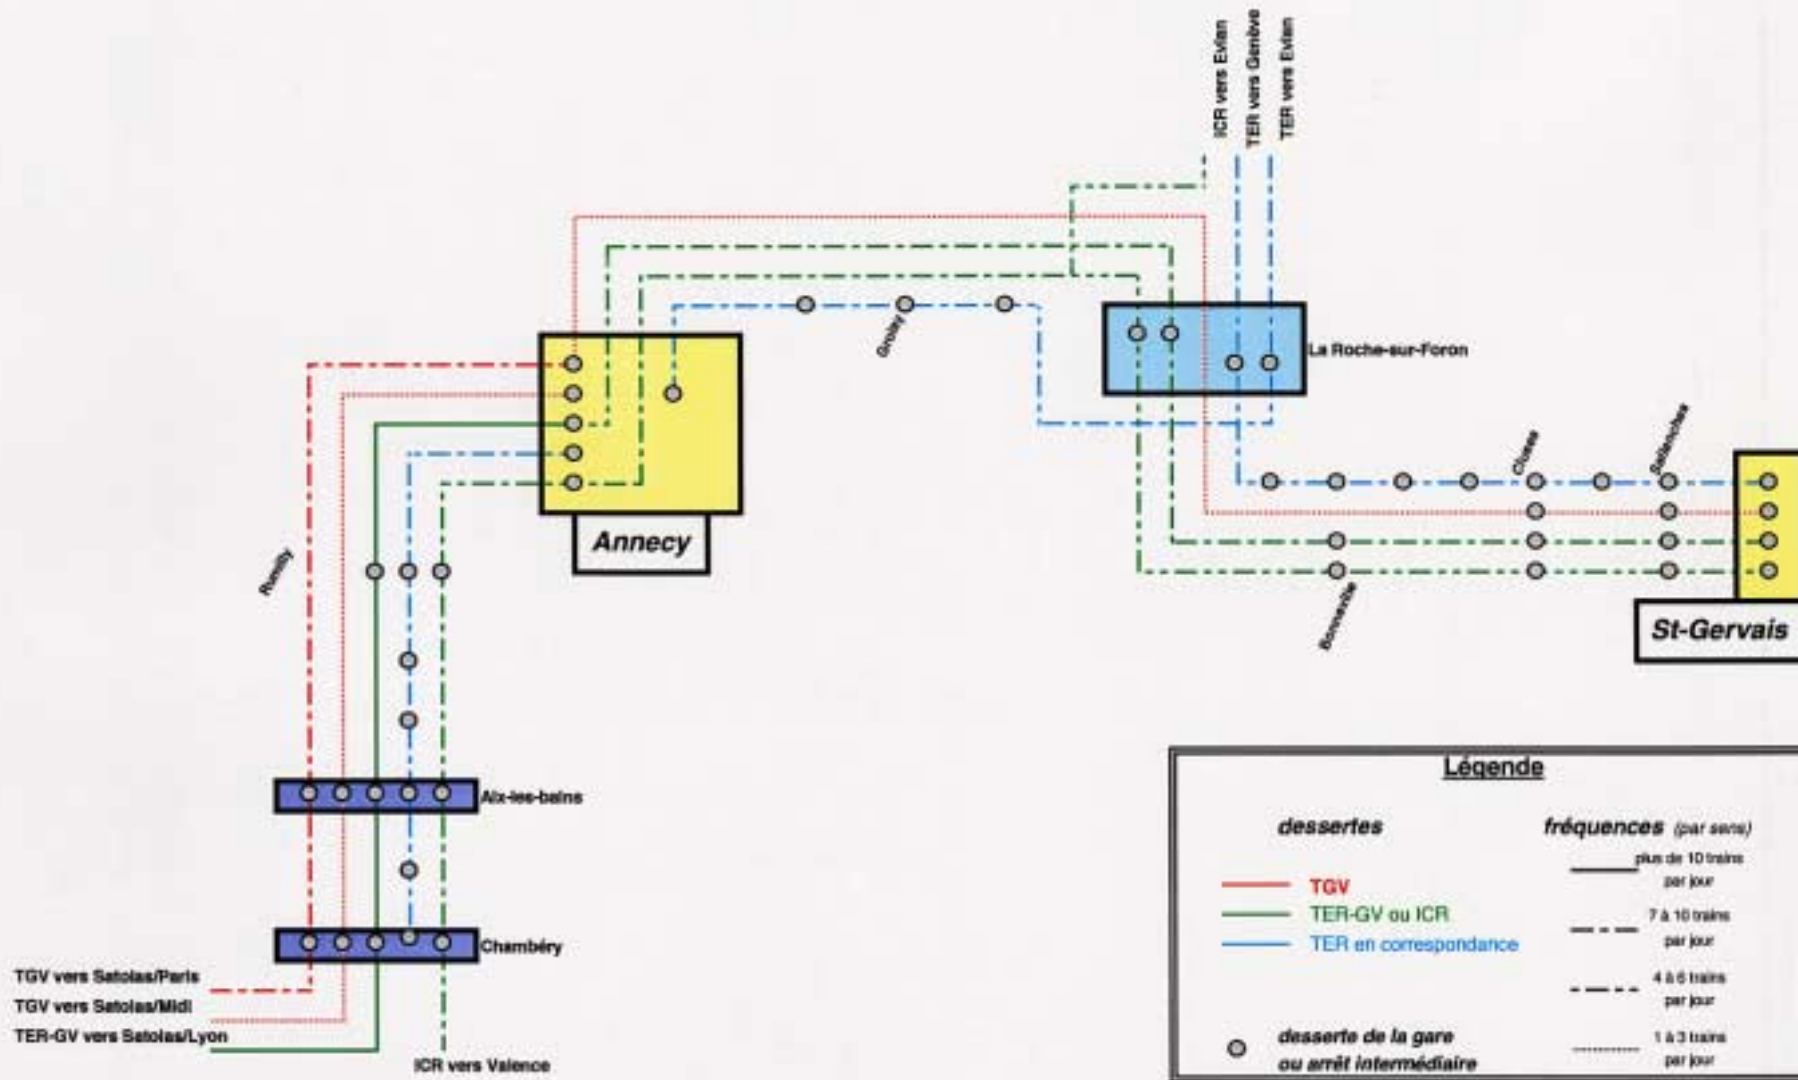 ICR vers Evian
TER vers Genève
TER vers Evian
Groisy
La Roche-sur-Foron
Cluses
Sallanches
Annecy
Rumilly
Bonneville
St-Gervais
Aix-les-bains
Chambéry
TGV vers Satolas/Paris
TGV vers Satolas/Midi
TER-GV vers Satolas/Lyon
ICR vers Valence
Légende
dessertes
fréquences (par sens)
plus de 10 trains
par jour
TGV
TER-GV ou ICR
7 à 10 trains
par jour
TER en correspondance
4 à 6 trains
par jour
desserte de la gare
ou arrêt intermédiaire
1 à 3 trains
par jour